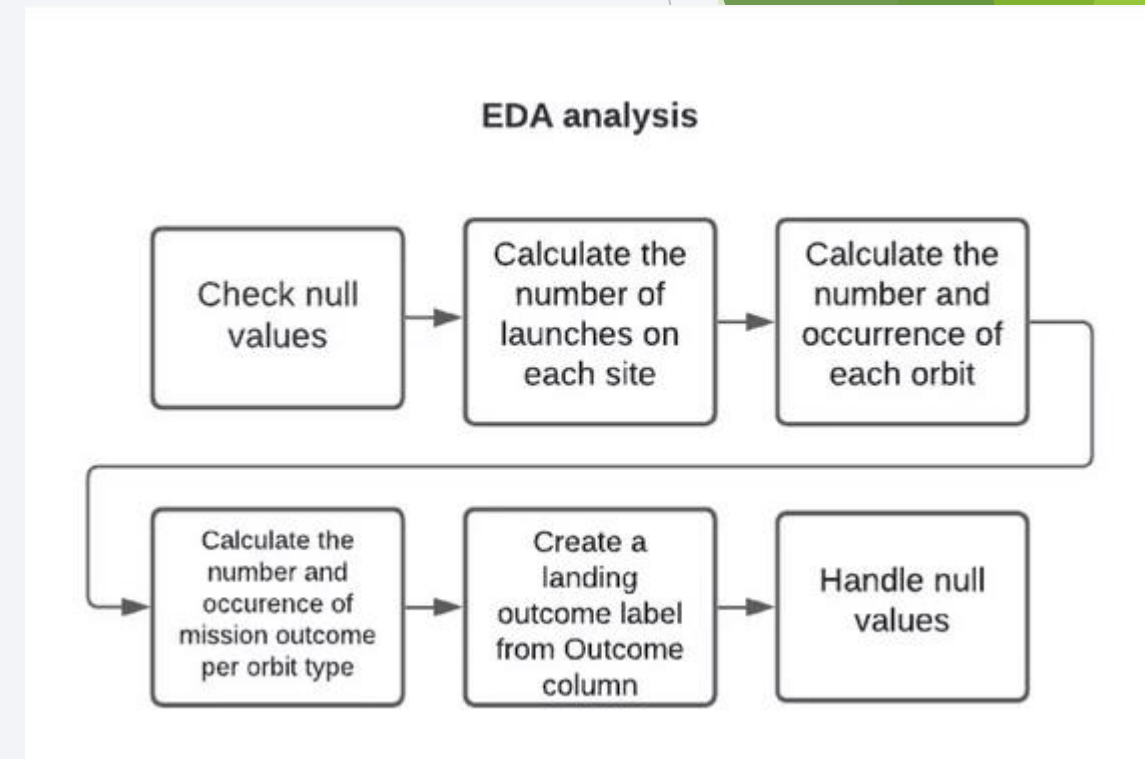 EDA analysis
Check null
values
Calculate the
number of
launches on
each site
Calculate the
number and
occurrence of
each orbit
Calculate the
number and
occurence of
mission outcome
per orbit type
Create a
landing
outcome label
from Outcome
column
Handle null
values